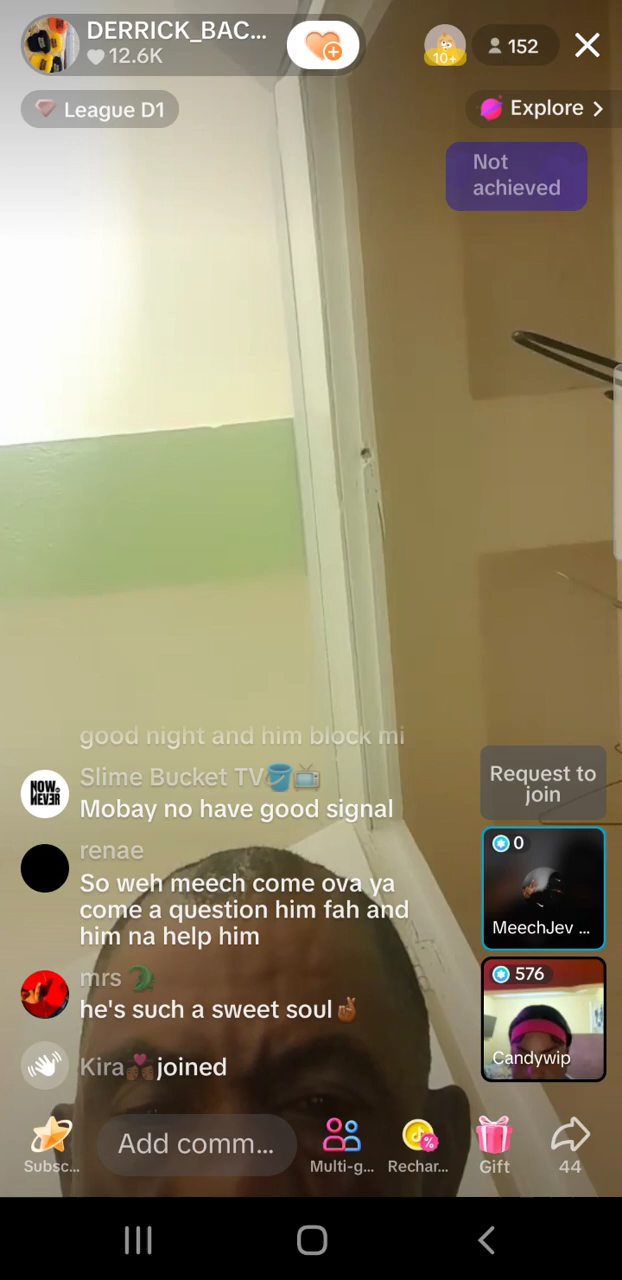 DERRICK_BAC...
12.6K
10+
152
League D1
Explore
Not
achieved
good night and him block mi
Slime Bucket TV🪣📺
Mobay no have good signal
NOW.
NEVER
renae
So weh meech come ova ya
come a question him fah and
him na help him
mrs 🐉
he's such a sweet soul🤞🏾
Kira👩🏾‍❤️‍💋‍👨🏾joined
Request to
join
0
MeechJev ...
576
Candywip
Subsc...
Add comm...
Multi-g...
Rechar...
Gift
44